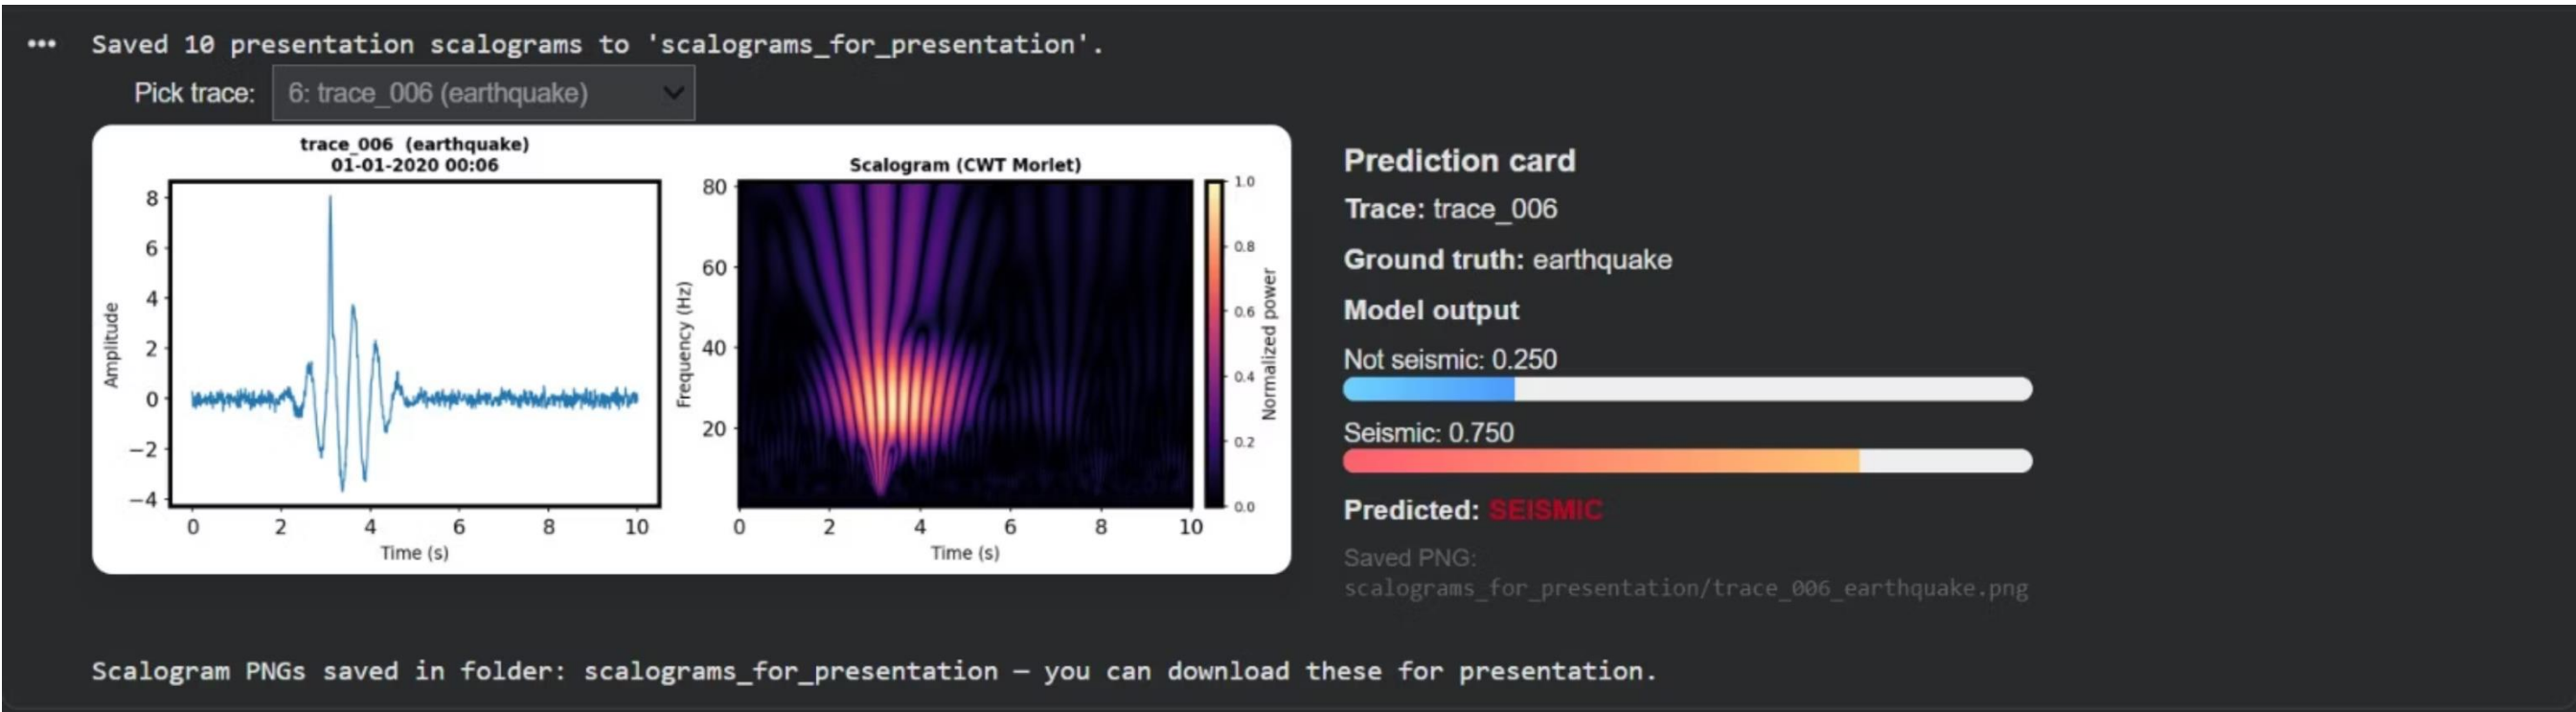 Saved 10 presentation scalograms to 'scalograms_for_presentation'.
Pick trace: 6: trace_006 (earthquake)
trace_006 (earthquake)
01-01-2020 00:06
8
6
4
2
0
−2
−4
Amplitude
0 2 4 6 8 10
Time (s)
Scalogram (CWT Morlet)
80
60
40
20
Frequency (Hz)
0 2 4 6 8 10
Time (s)
1.0
0.8
0.6
0.4
0.2
0.0
Normalized power
Prediction card
Trace: trace_006
Ground truth: earthquake
Model output
Not seismic: 0.250
Seismic: 0.750
Predicted: SEISMIC
Saved PNG:
scalograms_for_presentation/trace_006_earthquake.png
Scalogram PNGs saved in folder: scalograms_for_presentation — you can download these for presentation.